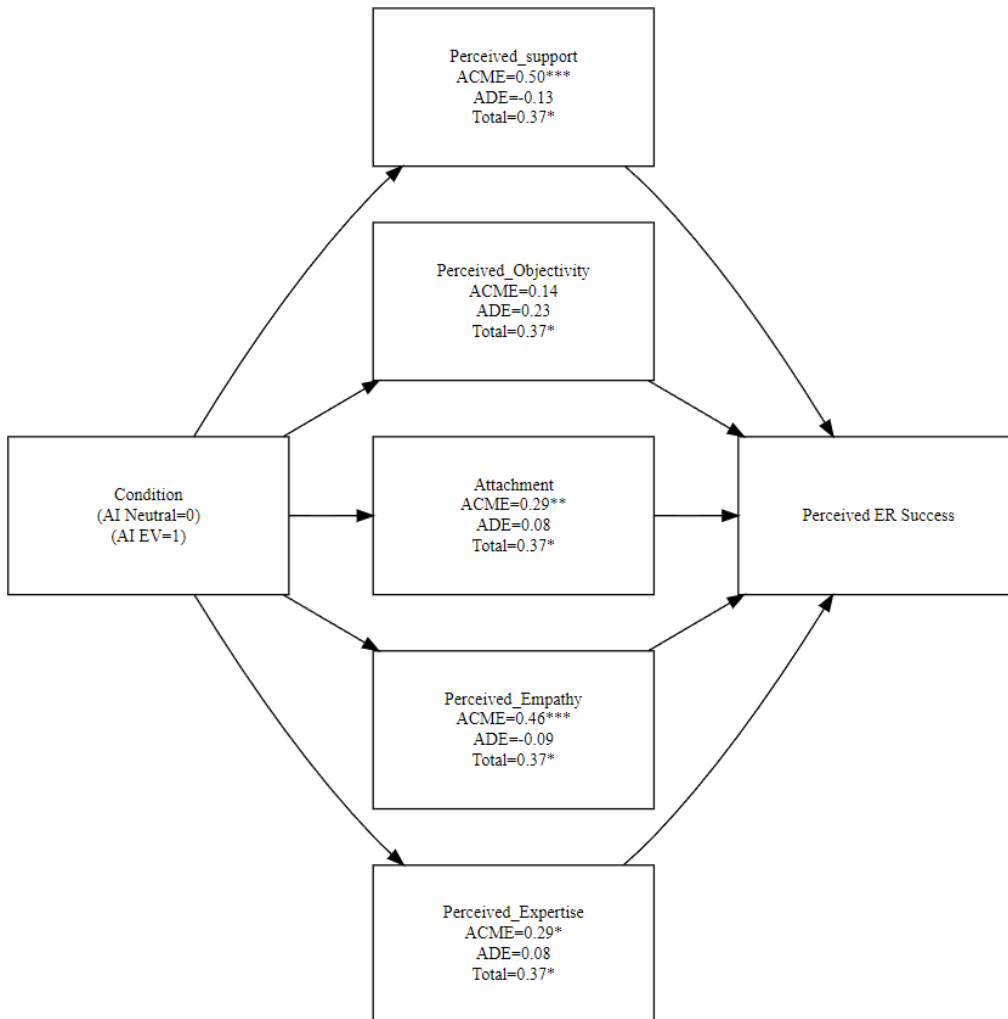 Perceived_support
ACME=0.50***
ADE=-0.13
Total=0.37*
Perceived_Objectivity
ACME=0.14
ADE=0.23
Total=0.37*
Condition
(AI Neutral=0)
(AI EV=1)
Attachment
ACME=0.29**
ADE=0.08
Total=0.37*
Perceived ER Success
Perceived_Empathy
ACME=0.46***
ADE=-0.09
Total=0.37*
Perceived_Expertise
ACME=0.29*
ADE=0.08
Total=0.37*